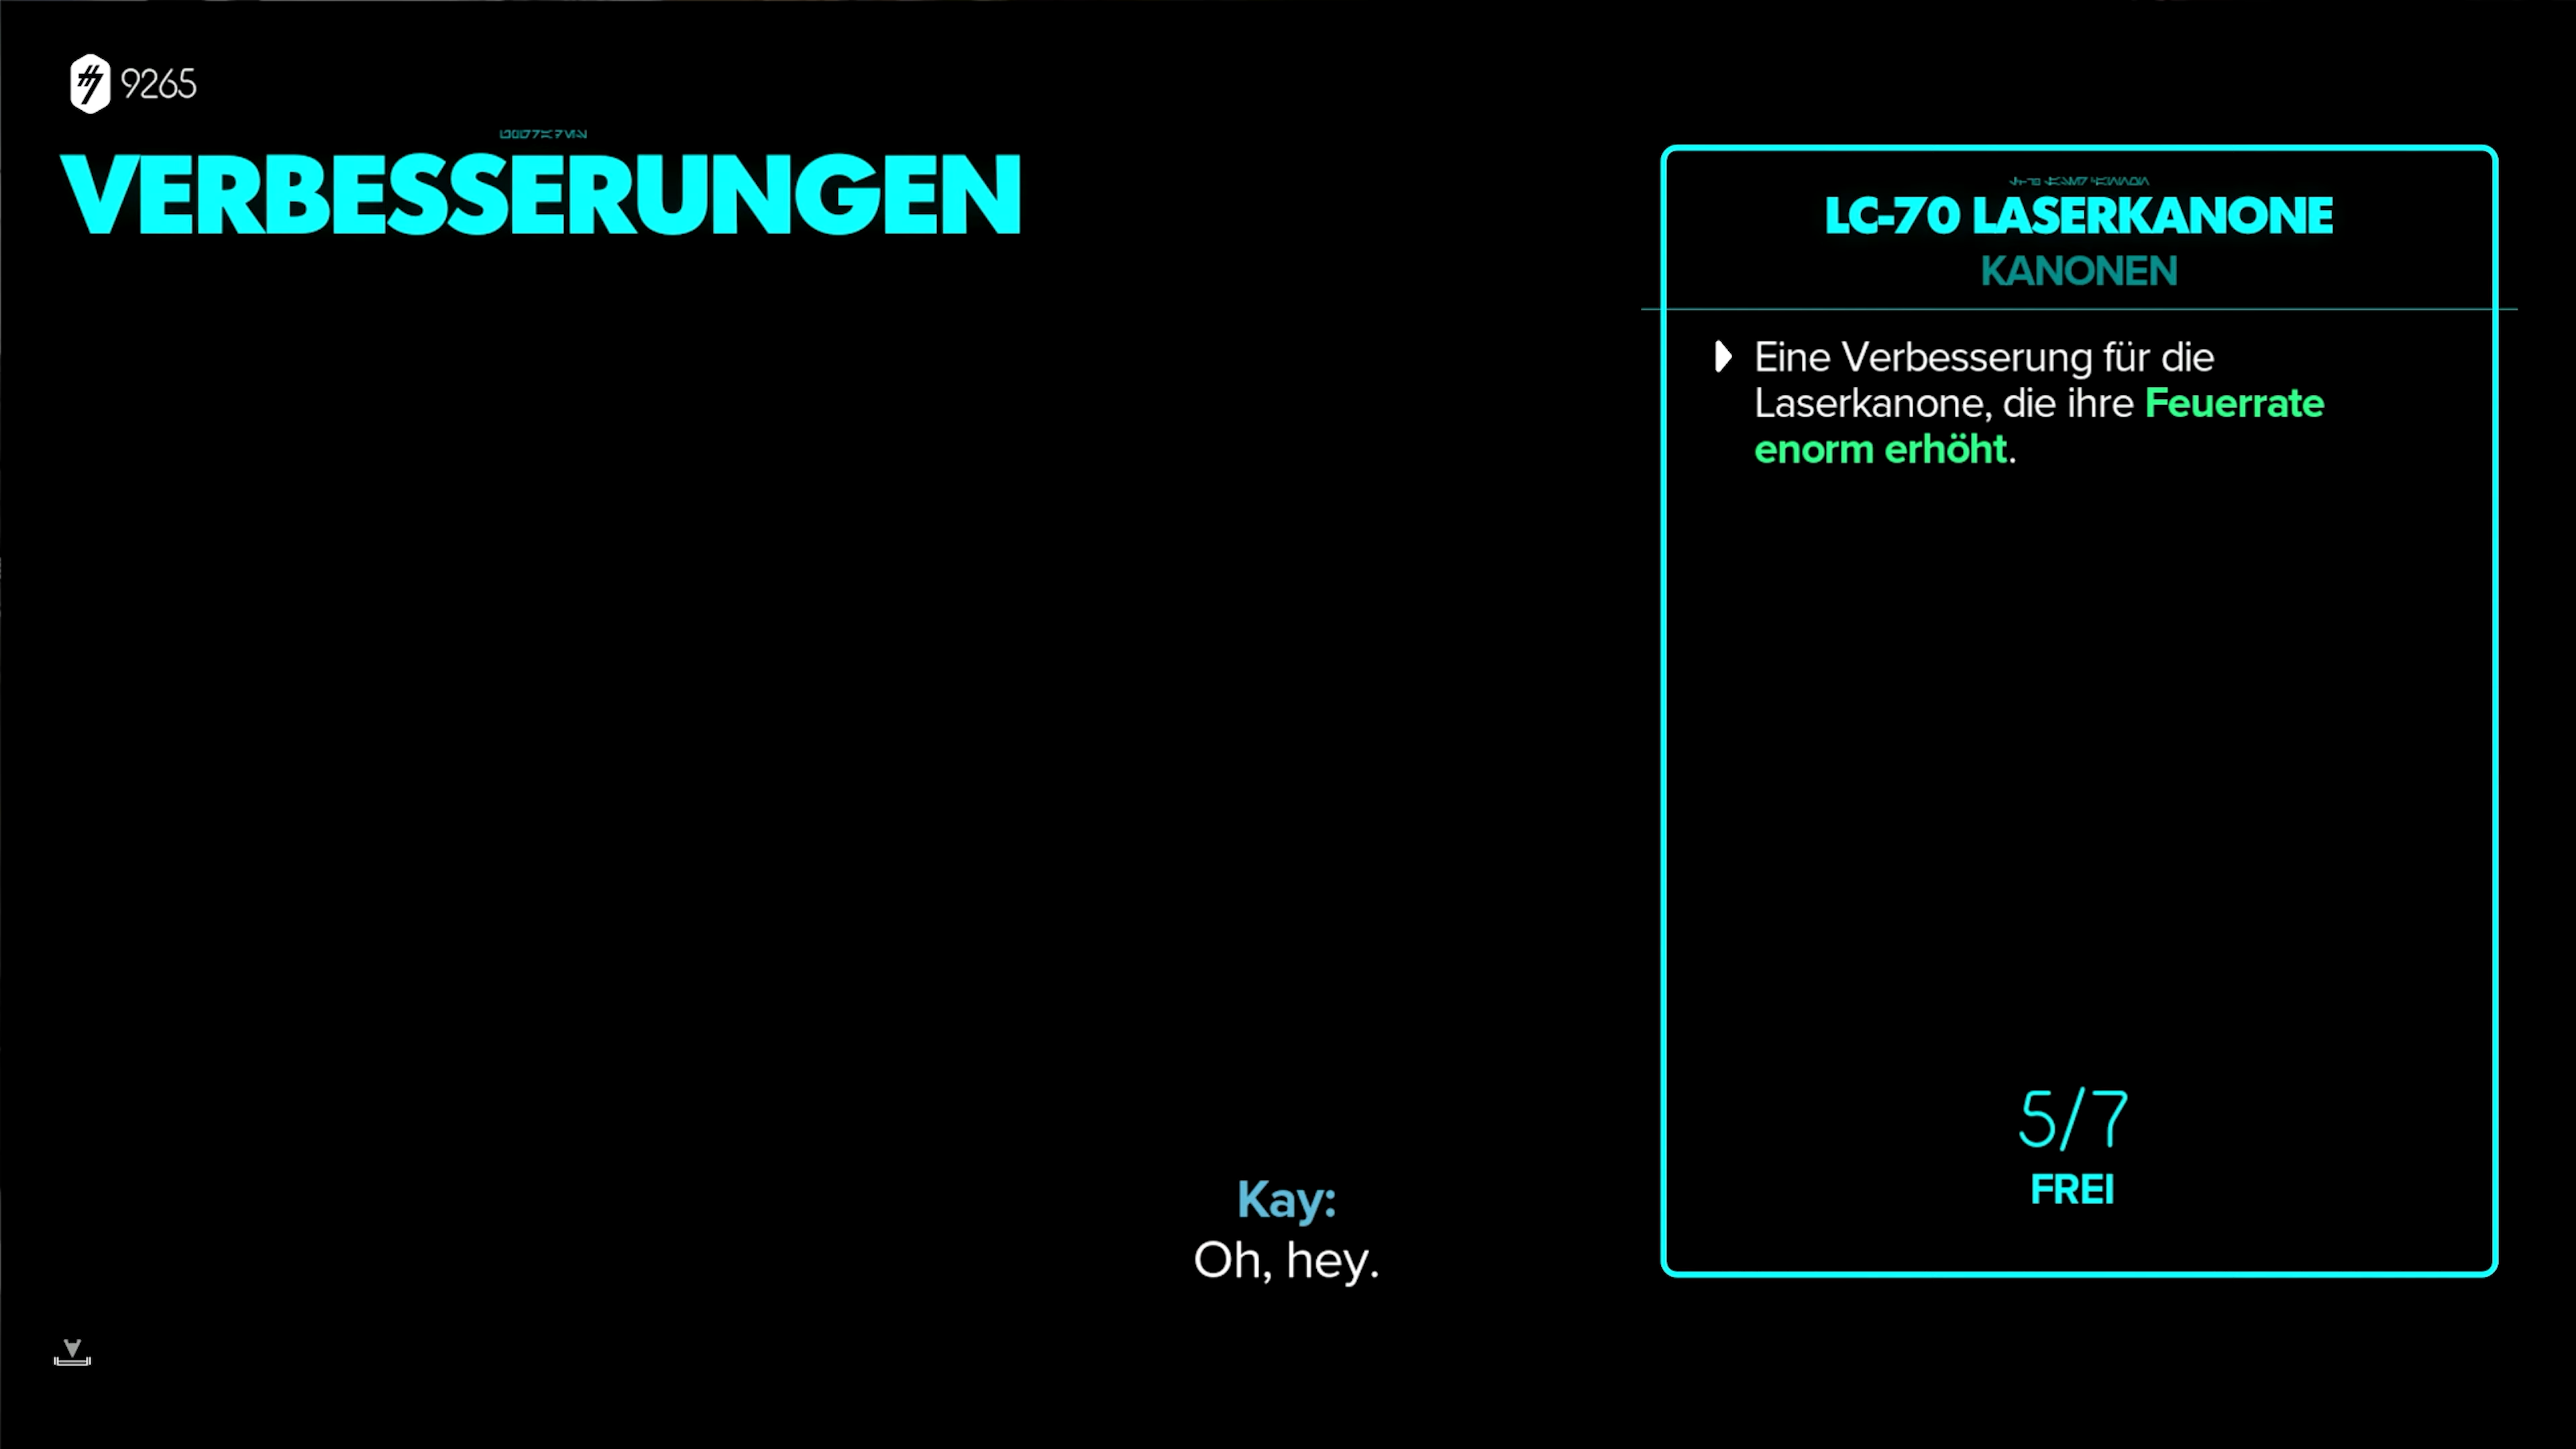 9265
VERBESSERUNGEN
LC-70 LASERKANONE
KANONEN
Eine Verbesserung für die
Laserkanone, die ihre Feuerrate
enorm erhöht.
5/7
FREI
Kay:
Oh, hey.